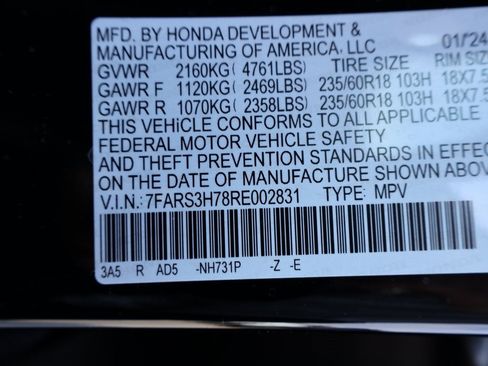 MFD. BY HONDA DEVELOPMENT &
MANUFACTURING OF AMERICA, LLC 01/24
GVWR 2160KG ( 4761LBS) TIRE SIZE RIM SIZE
GAWR F 1120KG ( 2469LBS) 235/60R18 103H 18X7.5
GAWR R 1070KG ( 2358LBS) 235/60R18 103H 18X7.5
THIS VEHICLE CONFORMS TO ALL APPLICABLE
FEDERAL MOTOR VEHICLE SAFETY
AND THEFT PREVENTION STANDARDS IN EFFEC
ON THE DATE OF MANUFACTURE SHOWN ABOV
V.I.N.: 7FARS3H78RE002831 TYPE: MPV
3A5 R AD5 -NH731P -Z -E